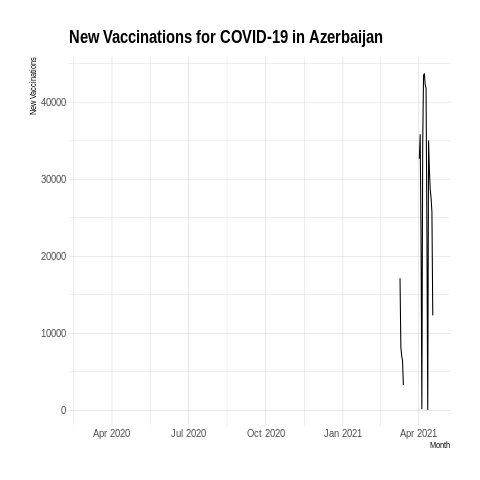 New Vaccinations for COVID-19 in Azerbaijan
New Vaccinations
40000
30000
20000
10000
0
Apr 2020 Jul 2020 Oct 2020 Jan 2021 Apr 2021
Month